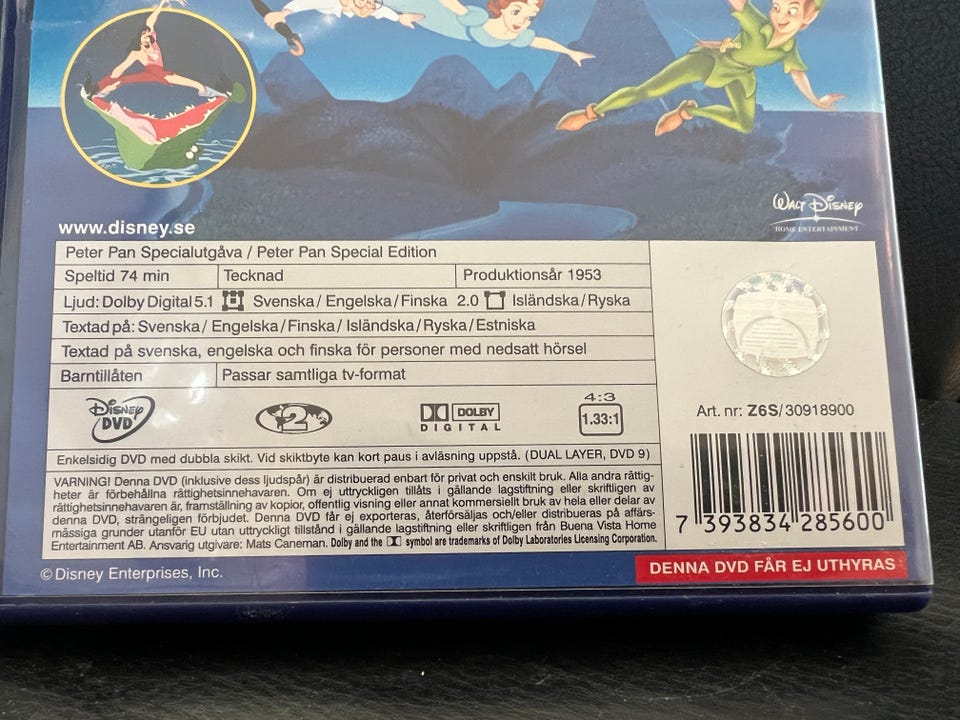 www.disney.se
WALT DISNEY
HOME ENTERTAINMENT
Peter Pan Specialutgåva / Peter Pan Special Edition
Speltid 74 min Tecknad Produktionsår 1953
Ljud: Dolby Digital 5.1 Svenska/Engelska/Finska 2.0 Isländska/Ryska
Textad på: Svenska/Engelska/Finska/Isländska/Ryska/Estniska
Textad på svenska, engelska och finska för personer med nedsatt hörsel
Barntillåten Passar samtliga tv-format
DISNEY DVD 2 DOLBY DIGITAL 4:3 1.33:1
Art. nr: Z6S/30918900
Enkelsidig DVD med dubbla skikt. Vid skiktbyte kan kort paus i avläsning uppstå. (DUAL LAYER, DVD 9)
VARNING! Denna DVD (inklusive dess ljudspår) är distribuerad enbart för privat och enskilt bruk. Alla andra rättig-
heter är förbehållna rättighetsinnehavaren. Om ej uttryckligen tillåts i gällande lagstiftning eller skriftligen av
rättighetsinnehavaren är, framställning av kopior, offentlig visning eller annat kommersiellt bruk av hela eller delar av
denna DVD, strängeligen förbjudet. Denna DVD får ej exporteras, återförsäljas och/eller distribueras på affärs-
mässiga grunder utanför EU utan uttryckligt tillstånd i gällande lagstiftning eller skriftligen från Buena Vista Home
Entertainment AB. Ansvarig utgivare: Mats Caneman. Dolby and the symbol are trademarks of Dolby Laboratories Licensing Corporation.
7 393834 285600
© Disney Enterprises, Inc.
DENNA DVD FÅR EJ UTHYRAS